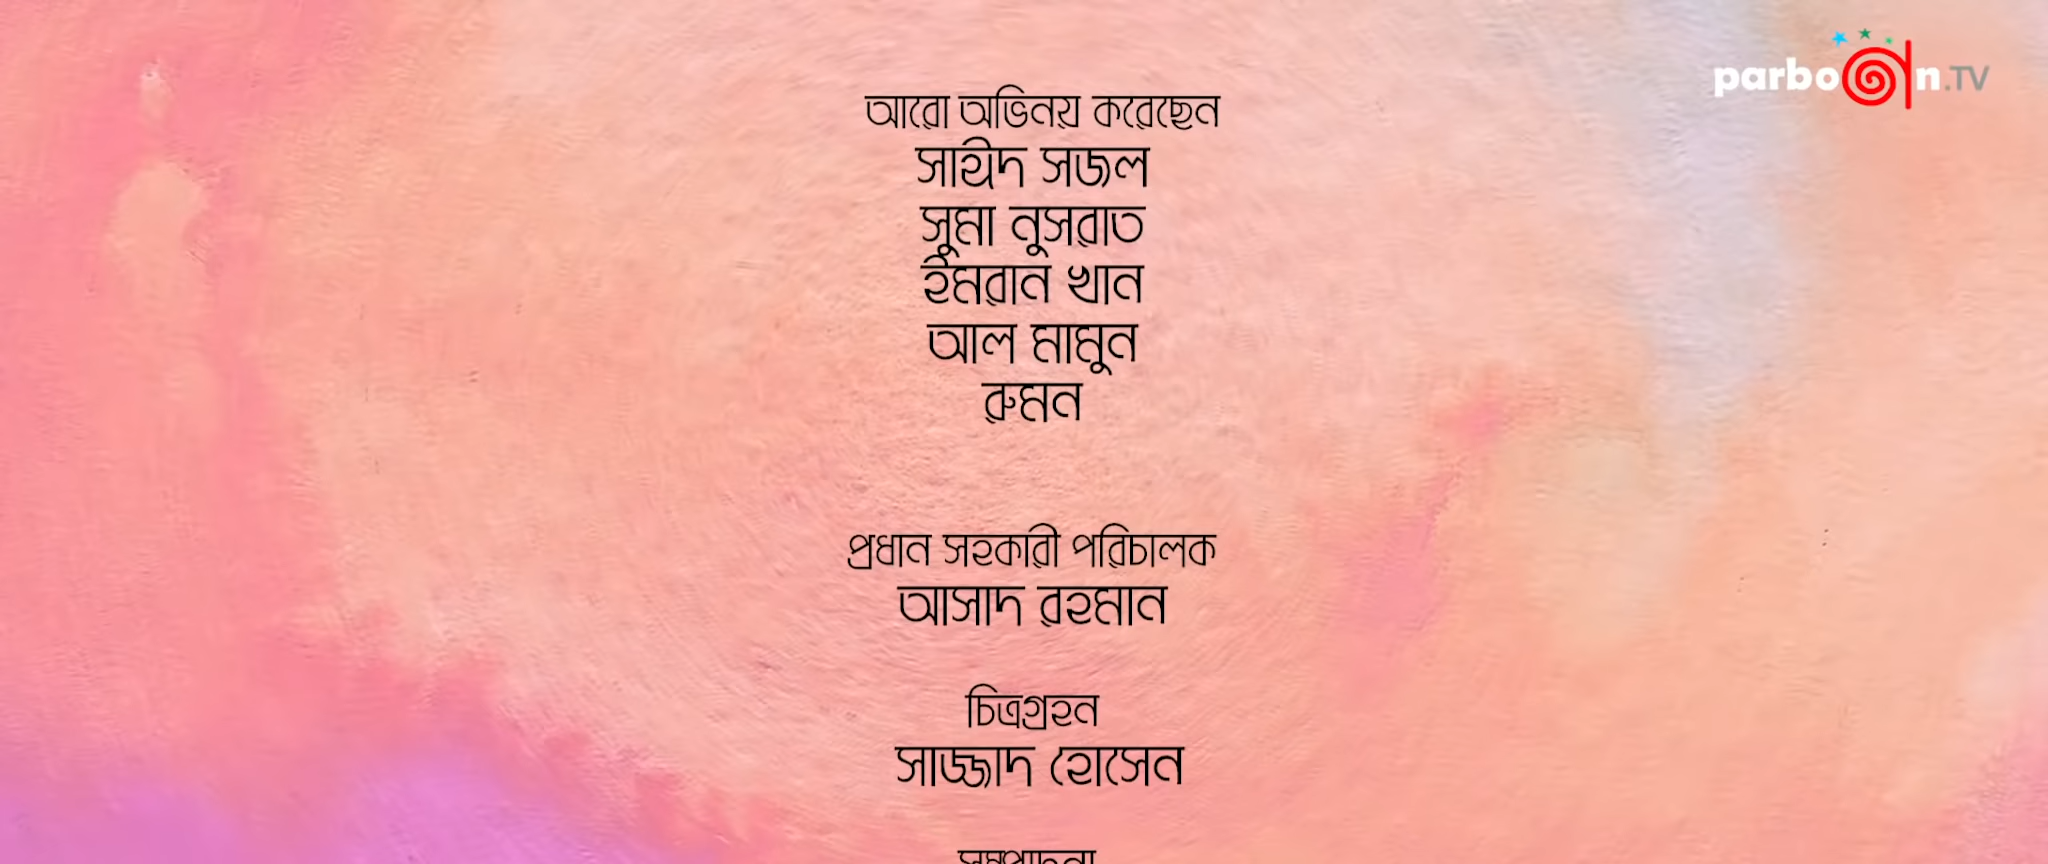 parboন.TV
আরো অভিনয় করেছেন
সাঈদ সজল
সুমা নুসরাত
ইমরান খান
আল মামুন
রুমন
প্রধান সহকারী পরিচালক
আসাদ রহমান
চিত্রগ্রহন
সাজ্জাদ হোসেন